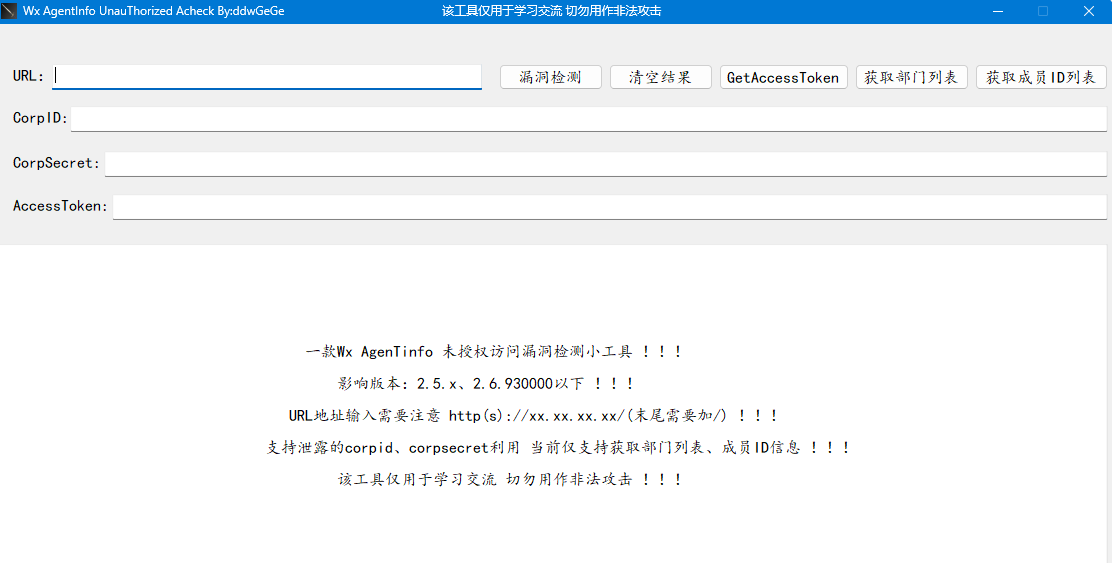 Wx AgentInfo UnauThorized Acheck By:ddwGeGe 该工具仅用于学习交流 切勿用作非法攻击
URL: 漏洞检测 清空结果 GetAccessToken 获取部门列表 获取成员ID列表
CorpID:
CorpSecret:
AccessToken:
一款Wx AgenTinfo 未授权访问漏洞检测小工具 ！！！
影响版本：2.5.x、2.6.930000以下 ！！！
URL地址输入需要注意 http(s)://xx.xx.xx.xx/(末尾需要加/) ！！！
支持泄露的corpid、corpsecret利用 当前仅支持获取部门列表、成员ID信息 ！！！
该工具仅用于学习交流 切勿用作非法攻击 ！！！